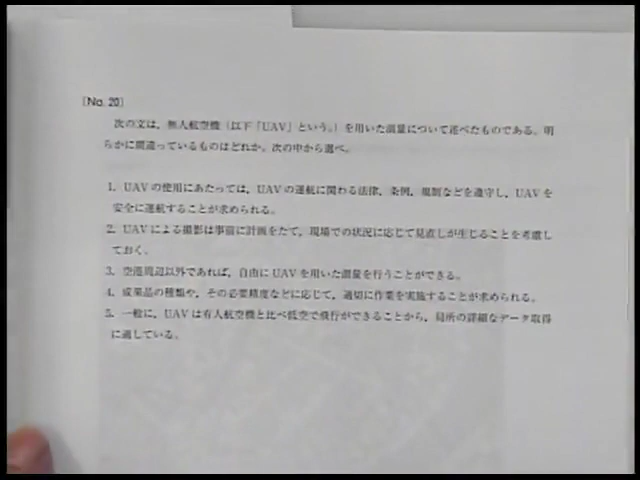 〔No. 20〕
次の文は，無人航空機（以下「UAV」という。）を用いた測量について述べたものである。明
らかに間違っているものはどれか。次の中から選べ。
1. UAV の使用にあたっては，UAV の運航に関わる法律，条例，規制などを遵守し，UAV を
安全に運航することが求められる。
2. UAV による撮影は事前に計画をたて，現場での状況に応じて見直しが生じることを考慮し
ておく。
3. 空港周辺以外であれば，自由に UAV を用いた測量を行うことができる。
4. 成果品の種類や，その必要精度などに応じて，適切に作業を実施することが求められる。
5. 一般に，UAV は有人航空機と比べ低空で飛行ができることから，局所の詳細なデータ取得
に適している。